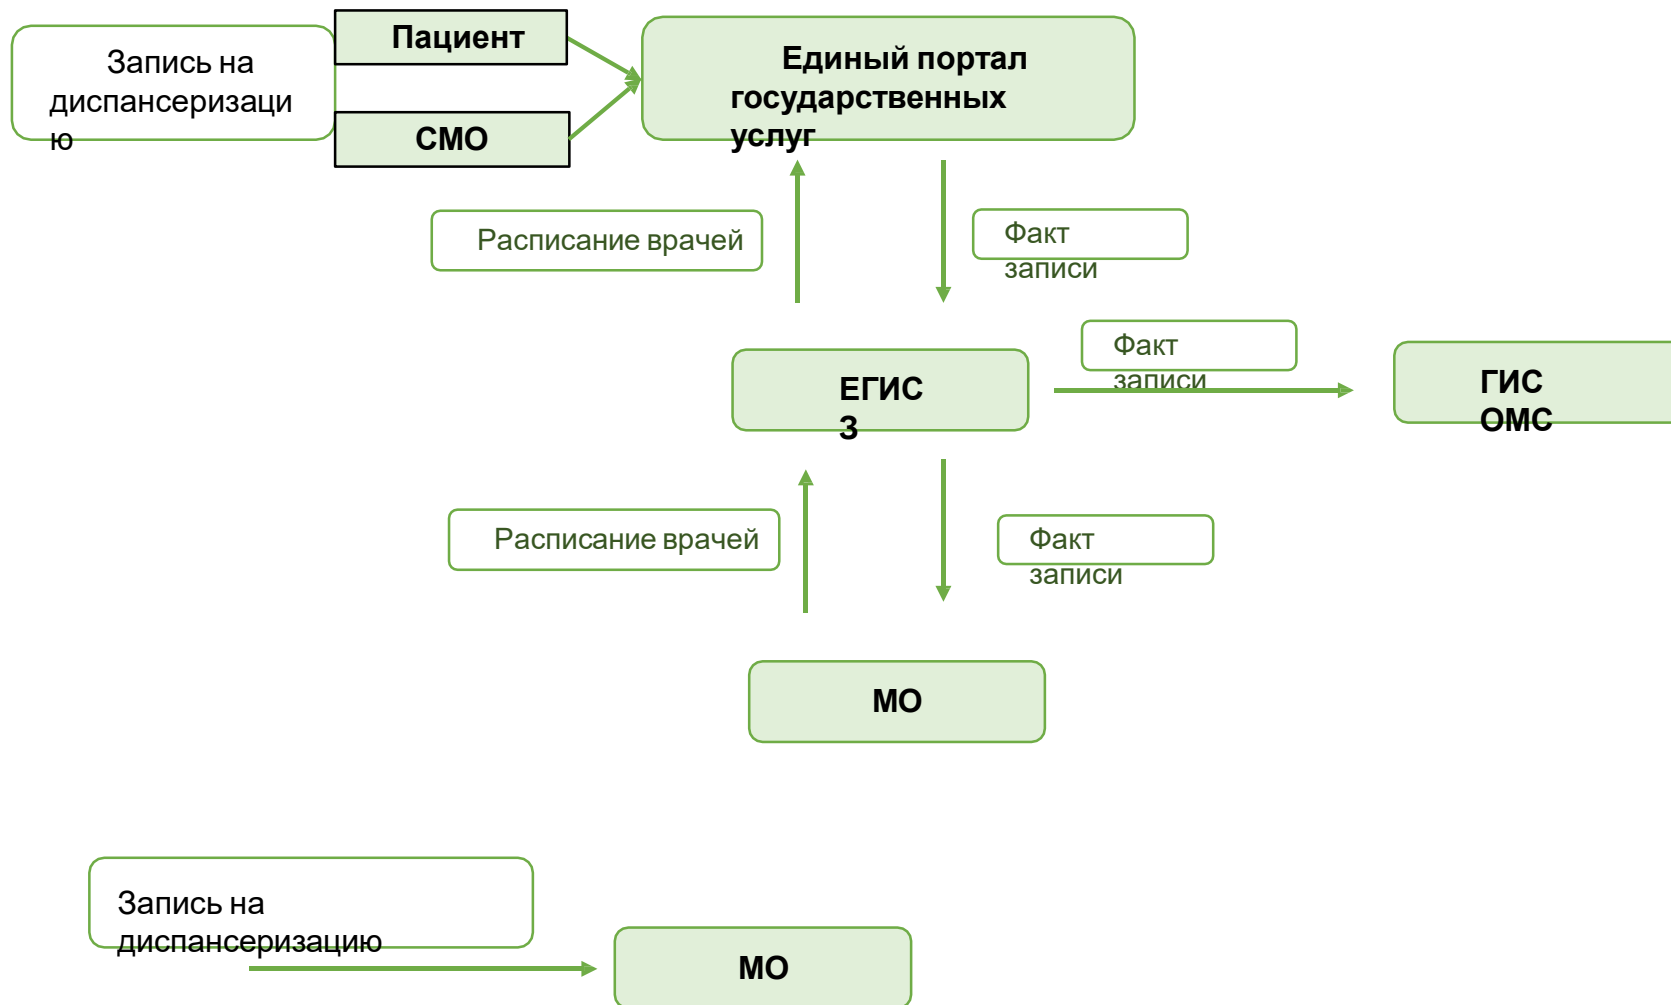 Запись на
диспансеризаци
ю
Пациент
СМО
Единый портал
государственных
услуг
Расписание врачей
Факт
записи
Факт
записи
ЕГИС
З
ГИС
ОМС
Расписание врачей
Факт
записи
МО
Запись на
диспансеризацию
МО